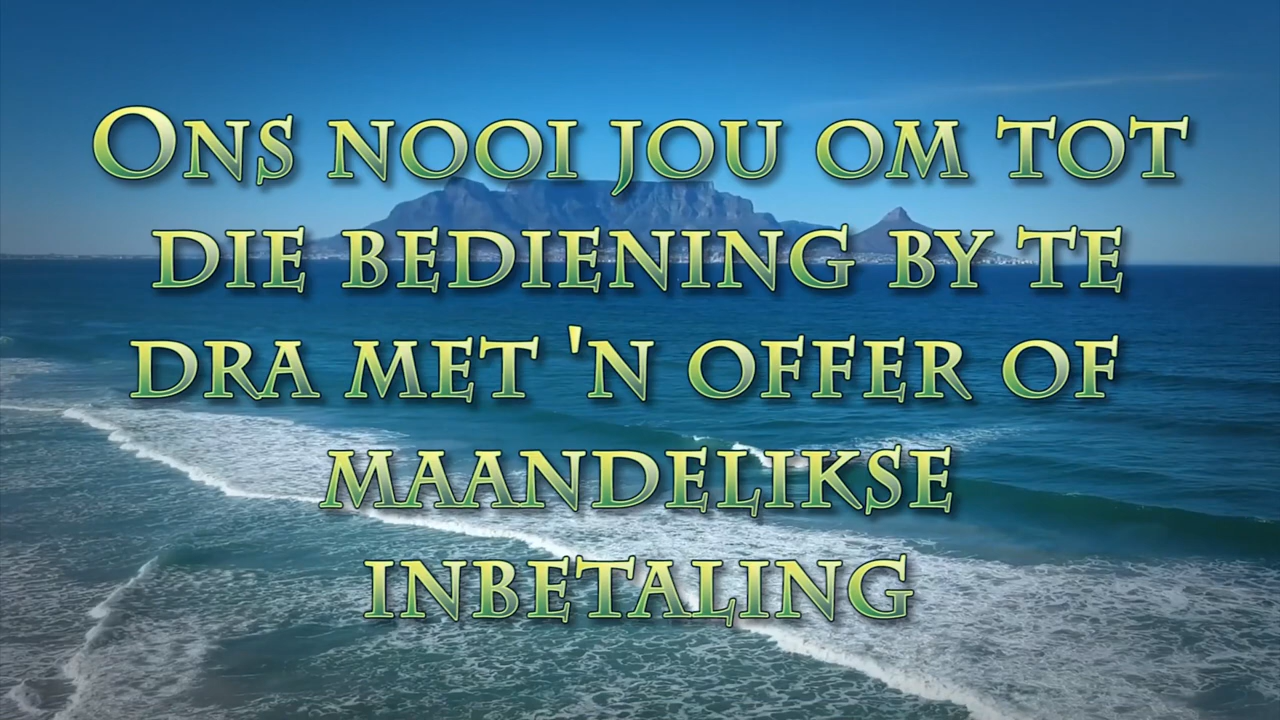 Ons nooi jou om tot
die bediening by te
dra met 'n offer of
maandelikse
inbetaling